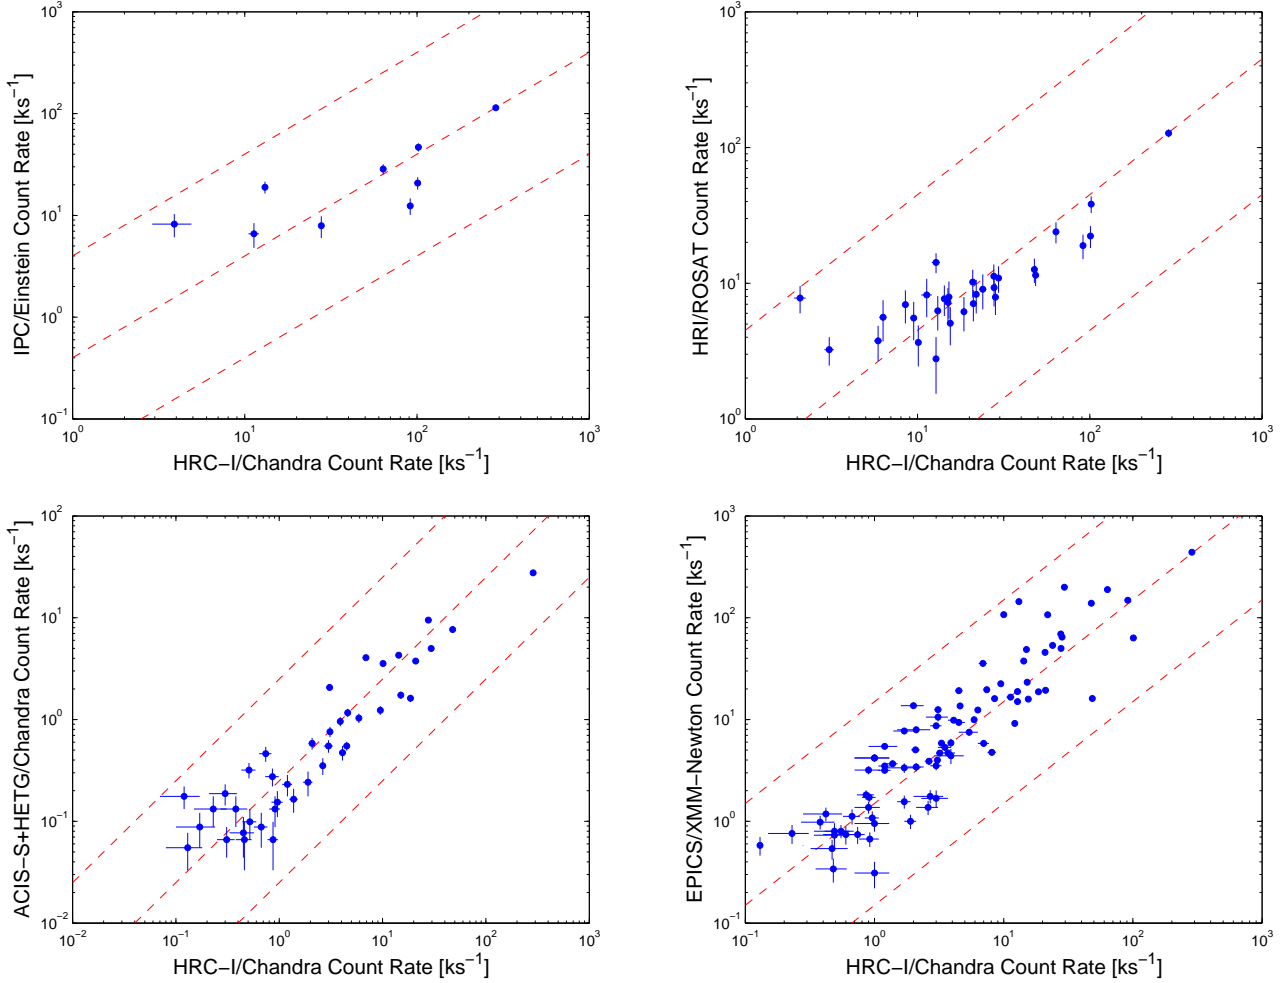 10³
10²
10¹
10⁰
10⁻¹
IPC/Einstein Count Rate [ks⁻¹]
10⁰ 10¹ 10² 10³
HRC−I/Chandra Count Rate [ks⁻¹]
10³
10²
10¹
10⁰
HRI/ROSAT Count Rate [ks⁻¹]
10⁰ 10¹ 10² 10³
HRC−I/Chandra Count Rate [ks⁻¹]
10²
10¹
10⁰
10⁻¹
10⁻²
ACIS−S+HETG/Chandra Count Rate [ks⁻¹]
10⁻² 10⁻¹ 10⁰ 10¹ 10² 10³
HRC−I/Chandra Count Rate [ks⁻¹]
10³
10²
10¹
10⁰
10⁻¹
EPICS/XMM−Newton Count Rate [ks⁻¹]
10⁻¹ 10⁰ 10¹ 10² 10³
HRC−I/Chandra Count Rate [ks⁻¹]